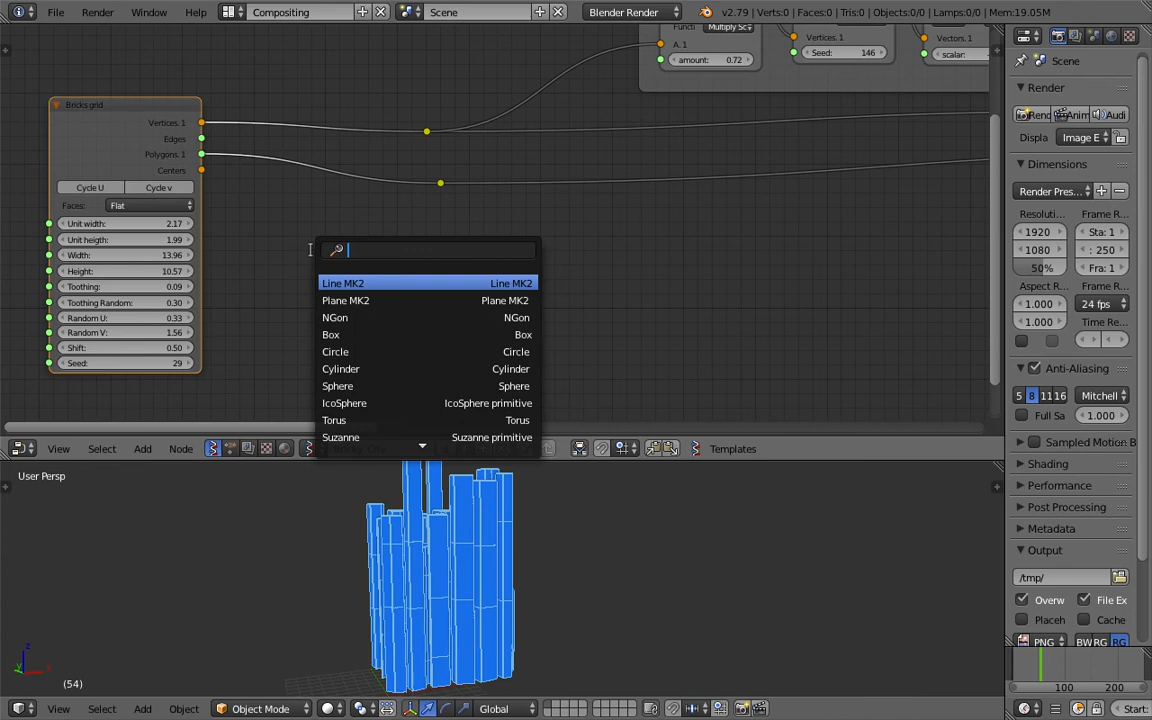 File
Render
Window
Help
Compositing
Scene
Blender Render
v2.79 | Verts:0 | Faces:0 | Tris:0 | Objects:0/0 | Lamps:0/0 | Mem:19.05M
Functi
Multiply Sc
A. 1
amount: 0.72
Vertices. 1
Seed: 146
Vectors. 1
scalar:
Bricks grid
Vertices. 1
Edges
Polygons. 1
Centers
Cycle U
Cycle v
Faces:
Flat
Unit width: 2.17
Unit heigth: 1.99
Width: 13.96
Height: 10.57
Toothing: 0.09
Toothing Random: 0.30
Random U: 0.33
Random V: 1.56
Shift: 0.50
Seed: 29
Line MK2 Line MK2
Plane MK2 Plane MK2
NGon NGon
Box Box
Circle Circle
Cylinder Cylinder
Sphere Sphere
IcoSphere IcoSphere primitive
Torus Torus
Suzanne Suzanne primitive
View
Select
Add
Node
Templates
User Persp
(54)
View
Select
Add
Object
Object Mode
Global
Scene
Render
Rend
Anim
Audi
Displa
Image E
Dimensions
Render Pres...
Resoluti...
Frame R...
1920
Sta: 1
1080
: 250
50%
Fra: 1
Aspect R...
Frame R...
1.000
24 fps
1.000
Time Re...
Anti-Aliasing
5 8 11 16
Mitchell
Full Sa
1.000
Sampled Motion B
Shading
Performance
Post Processing
Metadata
Output
/tmp/
Overw
File Ex
Placeh
Cache
PNG
BW RG RG
100 200
Start: